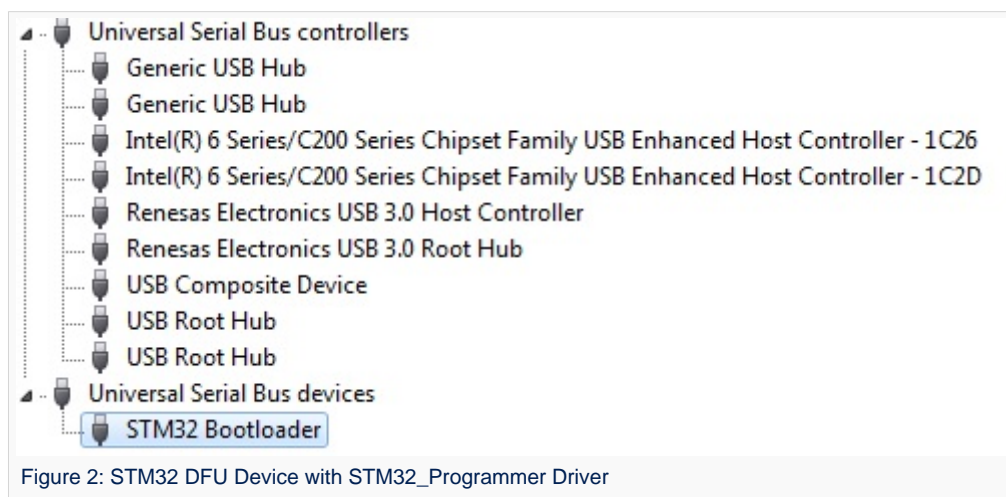 Universal Serial Bus controllers
Generic USB Hub
Generic USB Hub
Intel(R) 6 Series/C200 Series Chipset Family USB Enhanced Host Controller - 1C26
Intel(R) 6 Series/C200 Series Chipset Family USB Enhanced Host Controller - 1C2D
Renesas Electronics USB 3.0 Host Controller
Renesas Electronics USB 3.0 Root Hub
USB Composite Device
USB Root Hub
USB Root Hub
Universal Serial Bus devices
STM32 Bootloader
Figure 2: STM32 DFU Device with STM32_Programmer Driver